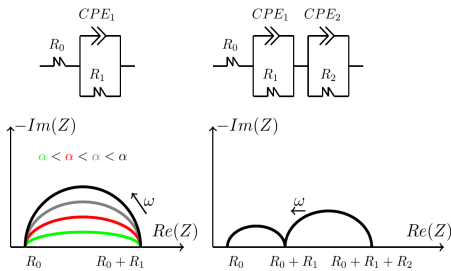 CPE₁
R₀
R₁
CPE₁ CPE₂
R₀
R₁ R₂
−Im(Z)
α < α < α < α
ω
Re(Z)
R₀ R₀ + R₁
−Im(Z)
ω
Re(Z)
R₀ R₀ + R₁ R₀ + R₁ + R₂